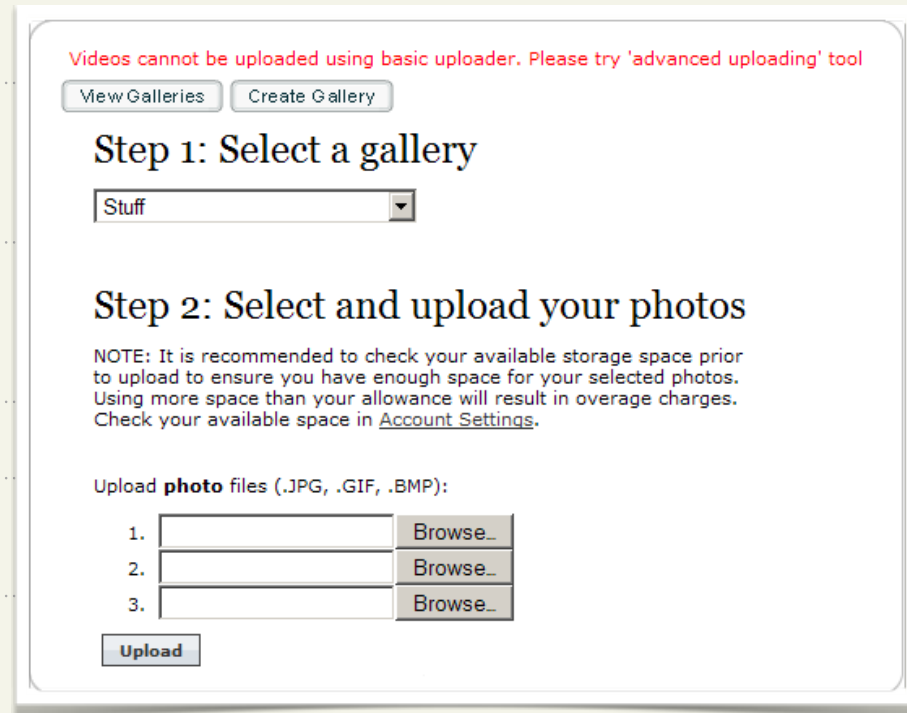 Videos cannot be uploaded using basic uploader. Please try 'advanced uploading' tool
View Galleries Create Gallery
Step 1: Select a gallery
Stuff
Step 2: Select and upload your photos
NOTE: It is recommended to check your available storage space prior
to upload to ensure you have enough space for your selected photos.
Using more space than your allowance will result in overage charges.
Check your available space in Account Settings.
Upload photo files (.JPG, .GIF, .BMP):
1. Browse...
2. Browse...
3. Browse...
Upload